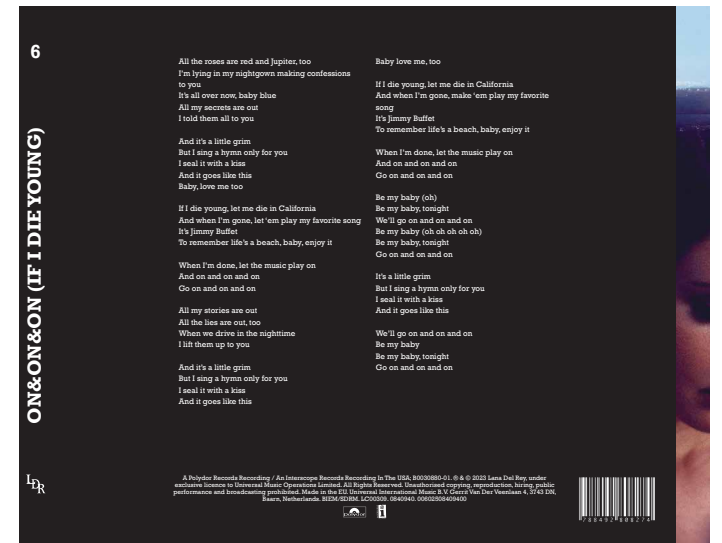 6
ON&ON&ON (IF I DIE YOUNG)
LDR
All the roses are red and Jupiter, too
I'm lying in my nightgown making confessions
to you
It's all over now, baby blue
All my secrets are out
I told them all to you
And it's a little grim
But I sing a hymn only for you
I seal it with a kiss
And it goes like this
Baby, love me too
If I die young, let me die in California
And when I'm gone, let 'em play my favorite song
It's Jimmy Buffet
To remember life's a beach, baby, enjoy it
When I'm done, let the music play on
And on and on and on
Go on and on and on
All my stories are out
All the lies are out, too
When we drive in the nighttime
I lift them up to you
And it's a little grim
But I sing a hymn only for you
I seal it with a kiss
And it goes like this
Baby love me, too
If I die young, let me die in California
And when I'm gone, make 'em play my favorite
song
It's Jimmy Buffet
To remember life's a beach, baby, enjoy it
When I'm done, let the music play on
And on and on and on
Go on and on and on
Be my baby (oh)
Be my baby, tonight
We'll go on and on and on
Be my baby (oh oh oh oh oh)
Be my baby, tonight
Go on and on and on
It's a little grim
But I sing a hymn only for you
I seal it with a kiss
And it goes like this
We'll go on and on and on
Be my baby
Be my baby, tonight
Go on and on and on
A Polydor Records Recording / An Interscope Records Recording In The USA; B0030880-01. ℗ & © 2023 Lana Del Rey, under
exclusive licence to Universal Music Operations Limited. All Rights Reserved. Unauthorised copying, reproduction, hiring, public
performance and broadcasting prohibited. Made in the EU. Universal International Music B.V. Gerrit Van Der Veenlaan 4, 3743 DN,
Baarn, Netherlands. BIEM/SDRM. LC00309. 0840940. 00602508409400
Polydor
i
7 88492 808274